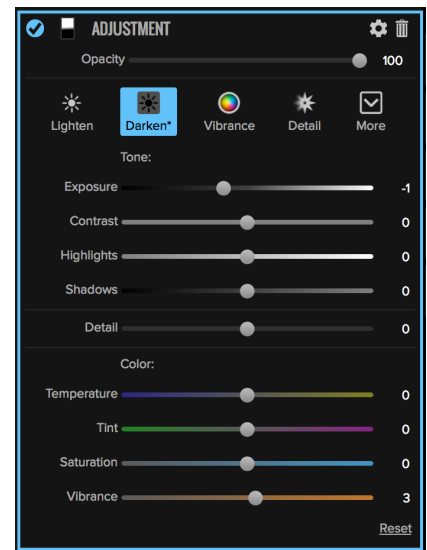 ADJUSTMENT
Opacity 100
Lighten Darken* Vibrance Detail More
Tone:
Exposure -1
Contrast 0
Highlights 0
Shadows 0
Detail 0
Color:
Temperature 0
Tint 0
Saturation 0
Vibrance 3
Reset